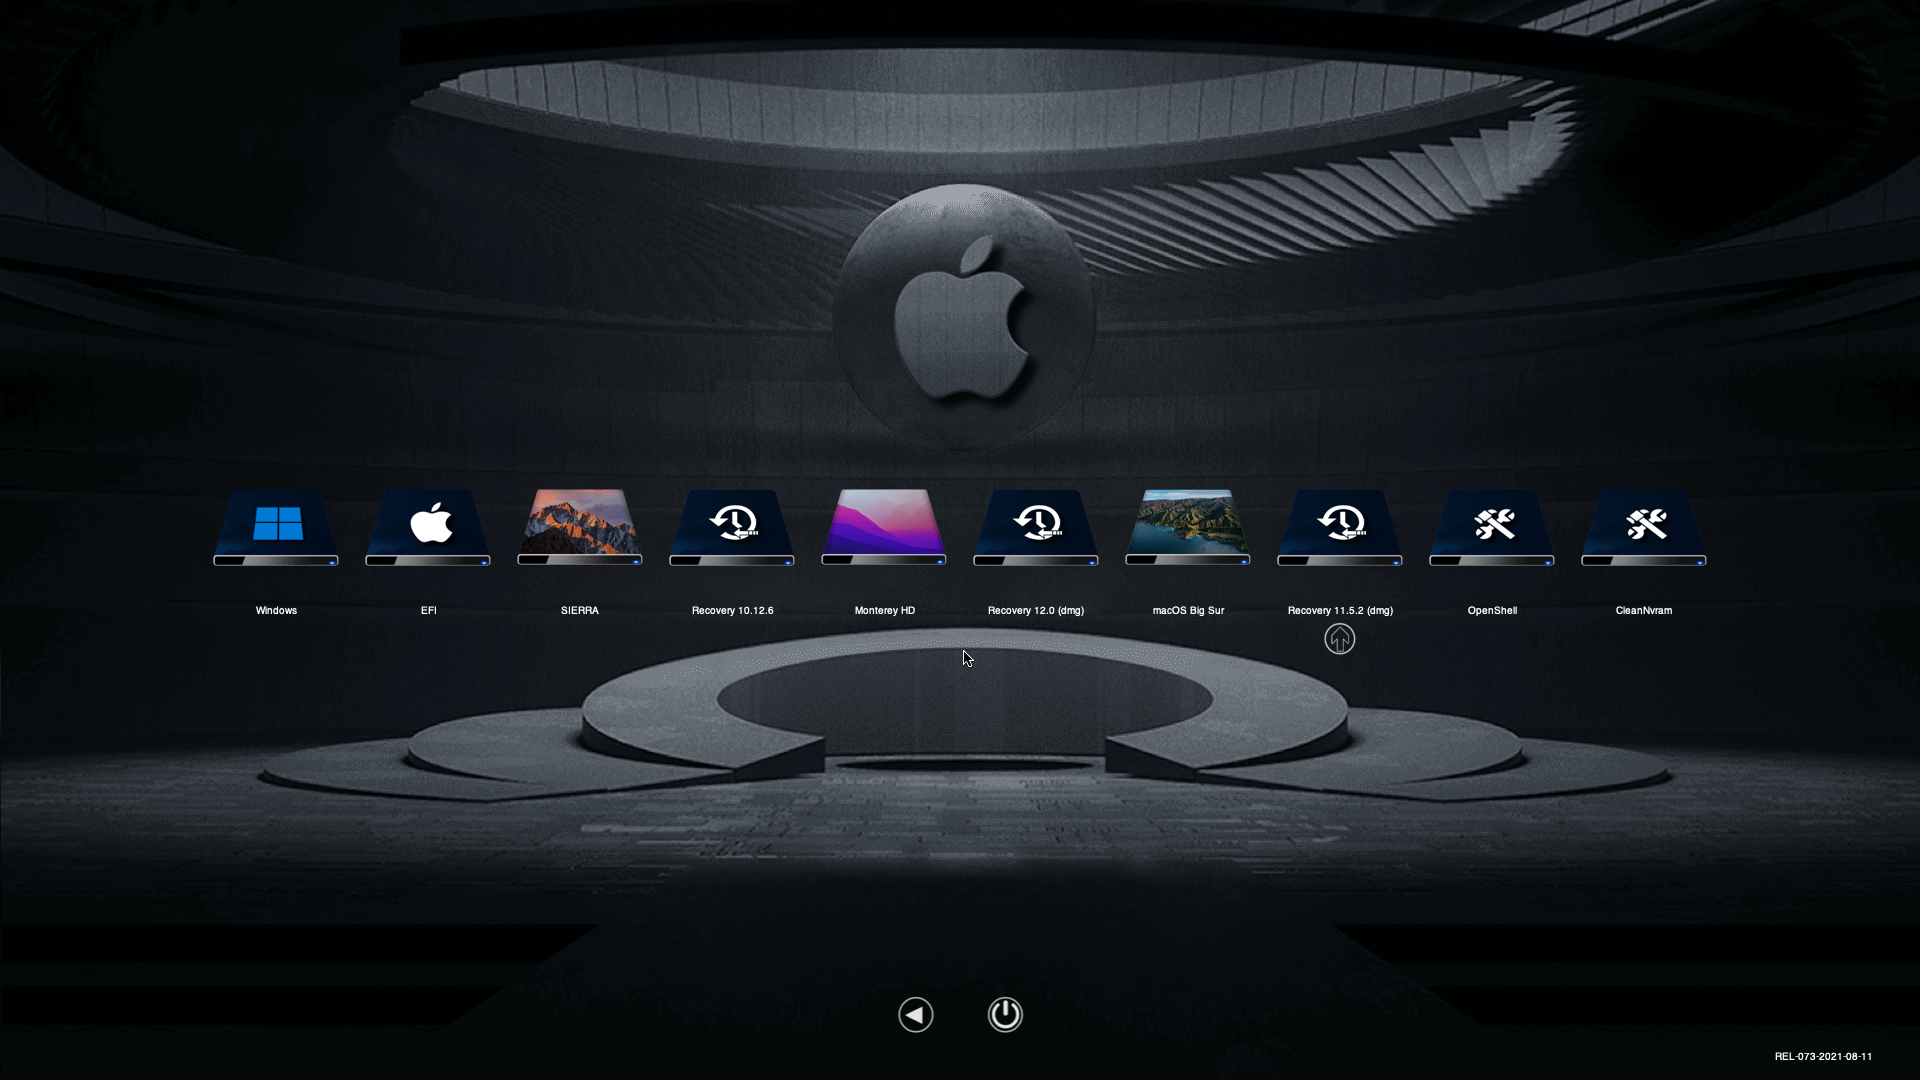 Windows
EFI
SIERRA
Recovery 10.12.6
Monterey HD
Recovery 12.0 (dmg)
macOS Big Sur
Recovery 11.5.2 (dmg)
OpenShell
CleanNvram
REL-073-2021-08-11